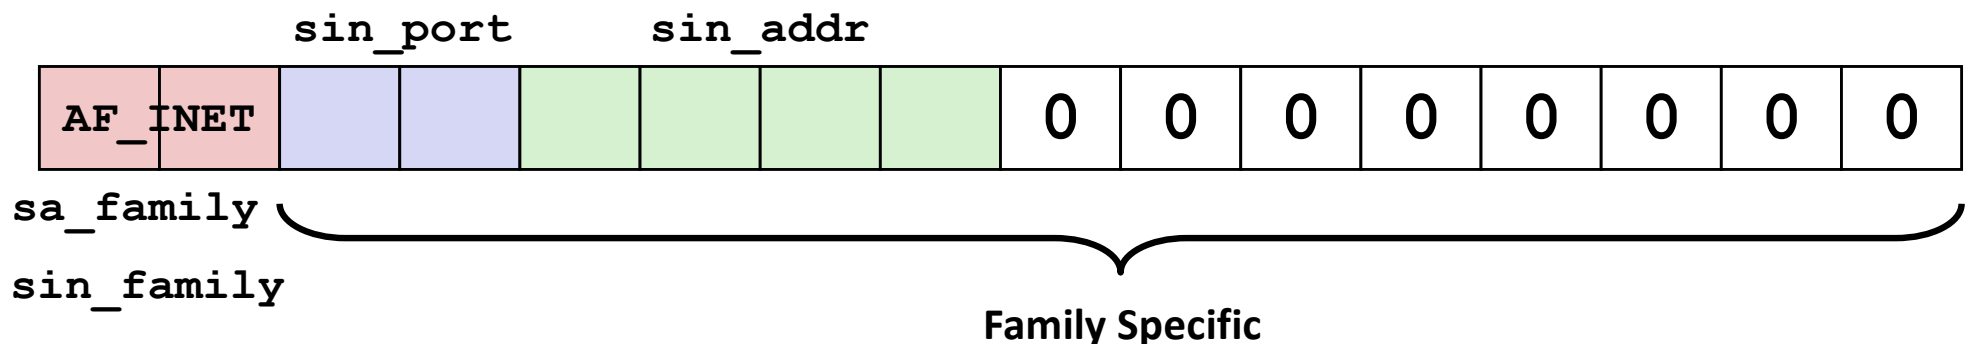 sin_port sin_addr
AF_INET 0 0 0 0 0 0 0 0
sa_family
sin_family
Family Specific